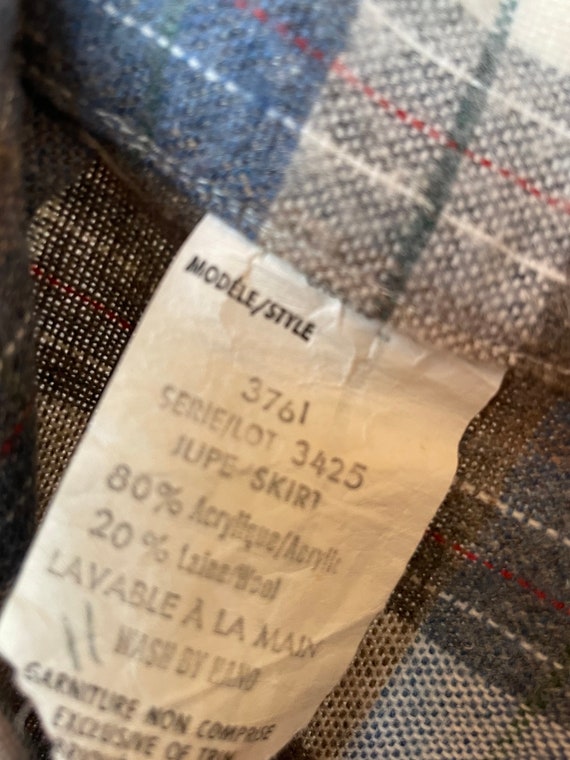 MODÈLE/STYLE
3761
SERIE/LOT 3425
JUPE-SKIRT
80% Acrylique/Acrylic
20% Laine/Wool
LAVABLE À LA MAIN
WASH BY HAND
GARNITURE NON COMPRISE
EXCLUSIVE OF TRIM